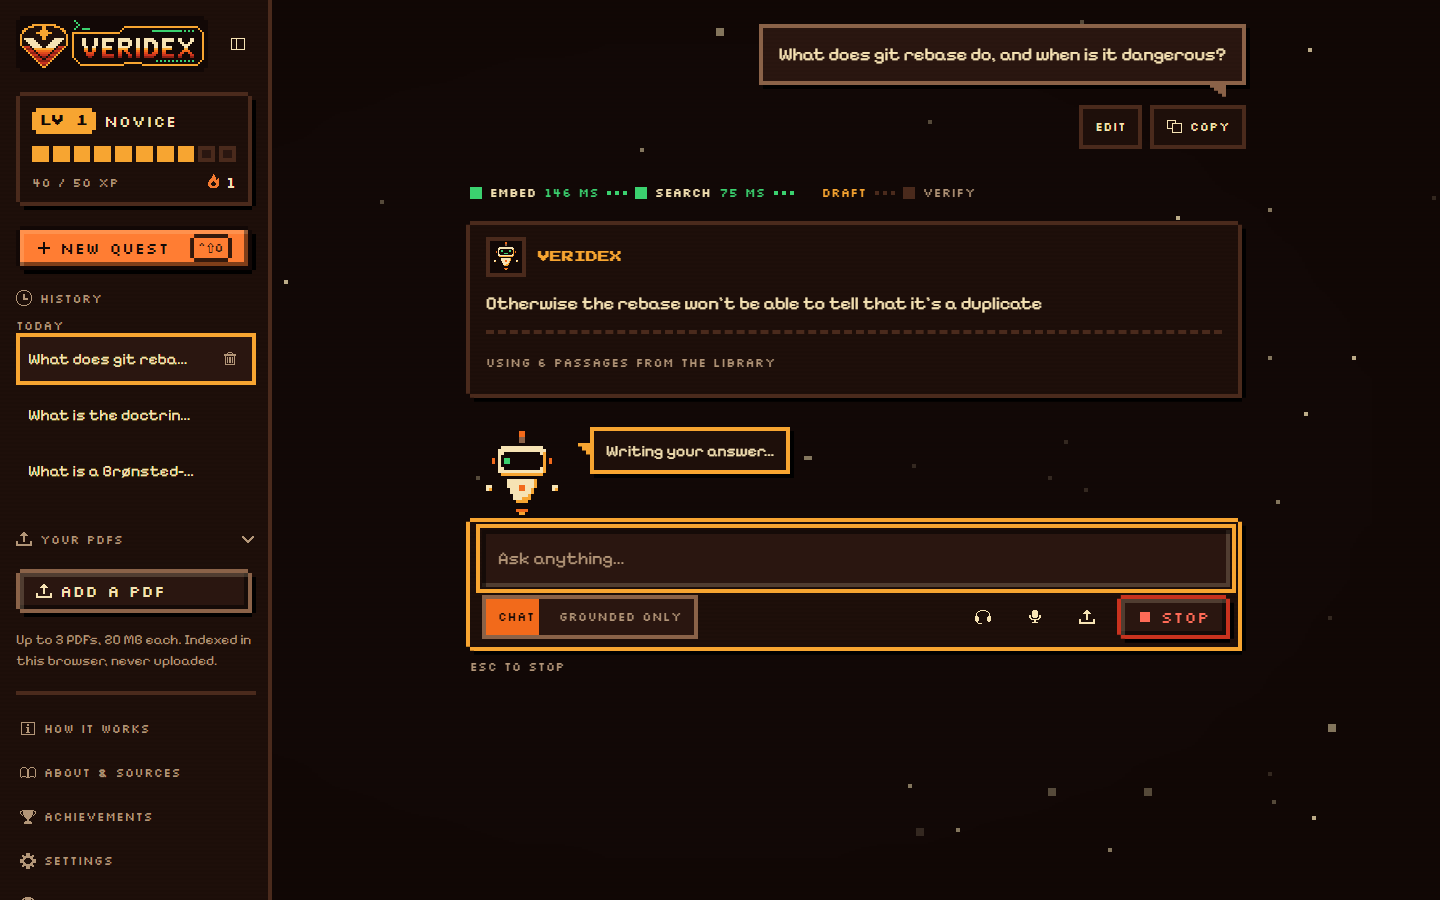 VERIDEX
LV 1 NOVICE
40 / 50 XP 1
+ NEW QUEST ^⇧O
HISTORY
TODAY
What does git reba...
What is the doctrin...
What is a Brønsted-...
YOUR PDFS
ADD A PDF
Up to 3 PDFs, 20 MB each. Indexed in
this browser, never uploaded.
HOW IT WORKS
ABOUT & SOURCES
ACHIEVEMENTS
SETTINGS
What does git rebase do, and when is it dangerous?
EDIT COPY
EMBED 146 MS SEARCH 75 MS DRAFT VERIFY
VERIDEX
Otherwise the rebase won't be able to tell that it's a duplicate
USING 6 PASSAGES FROM THE LIBRARY
Writing your answer...
Ask anything...
CHAT GROUNDED ONLY STOP
ESC TO STOP